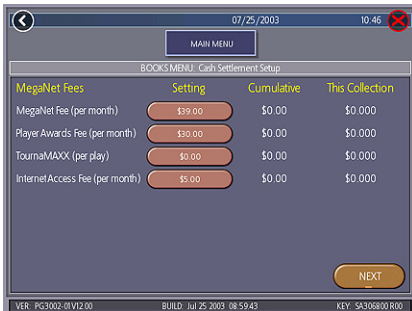 07/25/2003 10:46
MAIN MENU
BOOKS MENU: Cash Settlement Setup
MegaNet Fees Setting Cumulative This Collection
MegaNet Fee (per month) $39.00 $0.00 $0.000
Player Awards Fee (per month) $30.00 $0.00 $0.000
TournaMAXX (per play) $0.00 $0.00 $0.000
Internet Access Fee (per month) $5.00 $0.00 $0.000
NEXT
VER: PG3002-01V12.00 BUILD: Jul 25 2003 08:59:43 KEY: SA306800 R00